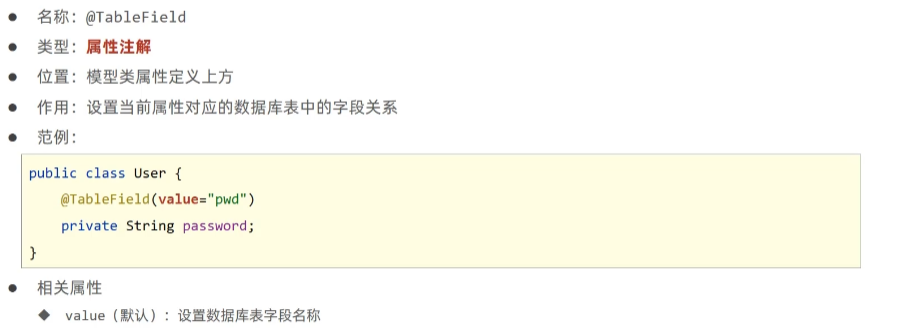 ● 名称：@TableField
● 类型：属性注解
● 位置：模型类属性定义上方
● 作用：设置当前属性对应的数据库表中的字段关系
● 范例：
public class User {
    @TableField(value="pwd")
    private String password;
}
● 相关属性
◆ value（默认）：设置数据库表字段名称